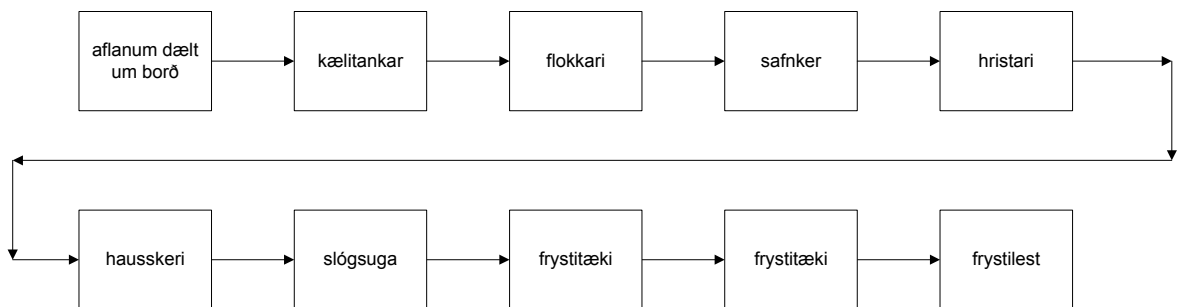 aflanum dælt
um borð
kælitankar
flokkari
safnker
hristari
hausskeri
slógsuga
frystitæki
frystitæki
frystilest